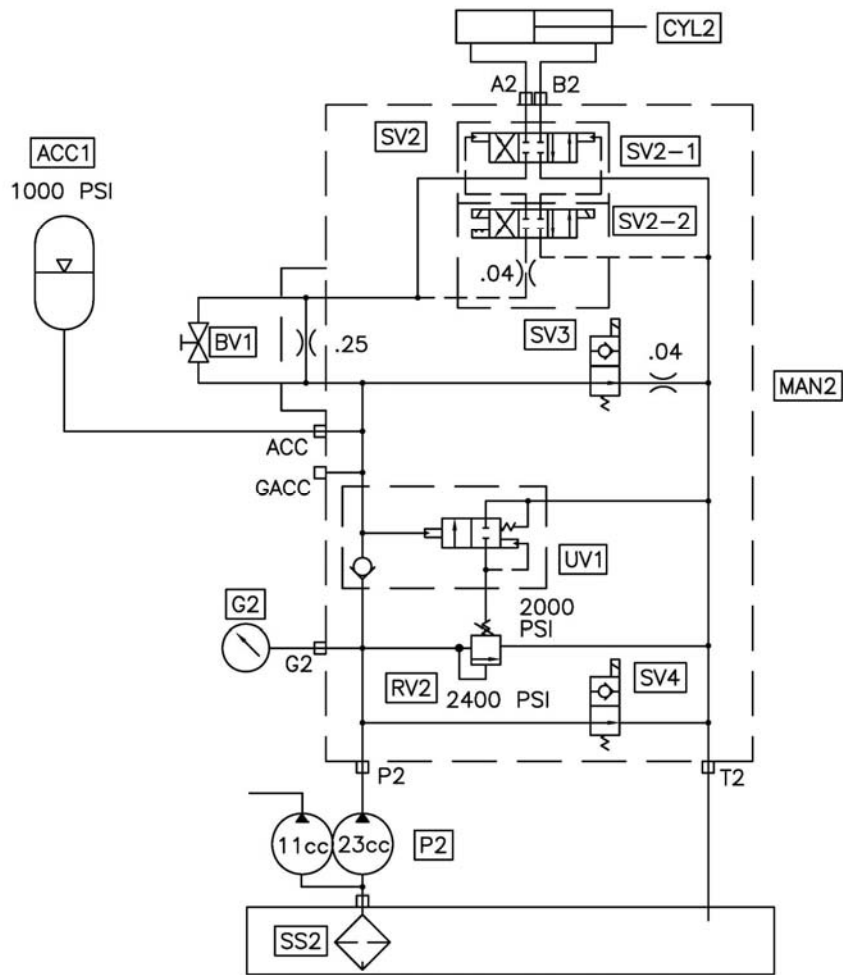 CYL2
A2 B2
SV2
SV2-1
ACC1
1000 PSI
SV2-2
.04
BV1
.25
SV3
.04
MAN2
ACC
GACC
UV1
G2
2000
PSI
G2
RV2
2400 PSI
SV4
P2
T2
11cc
23cc
P2
SS2